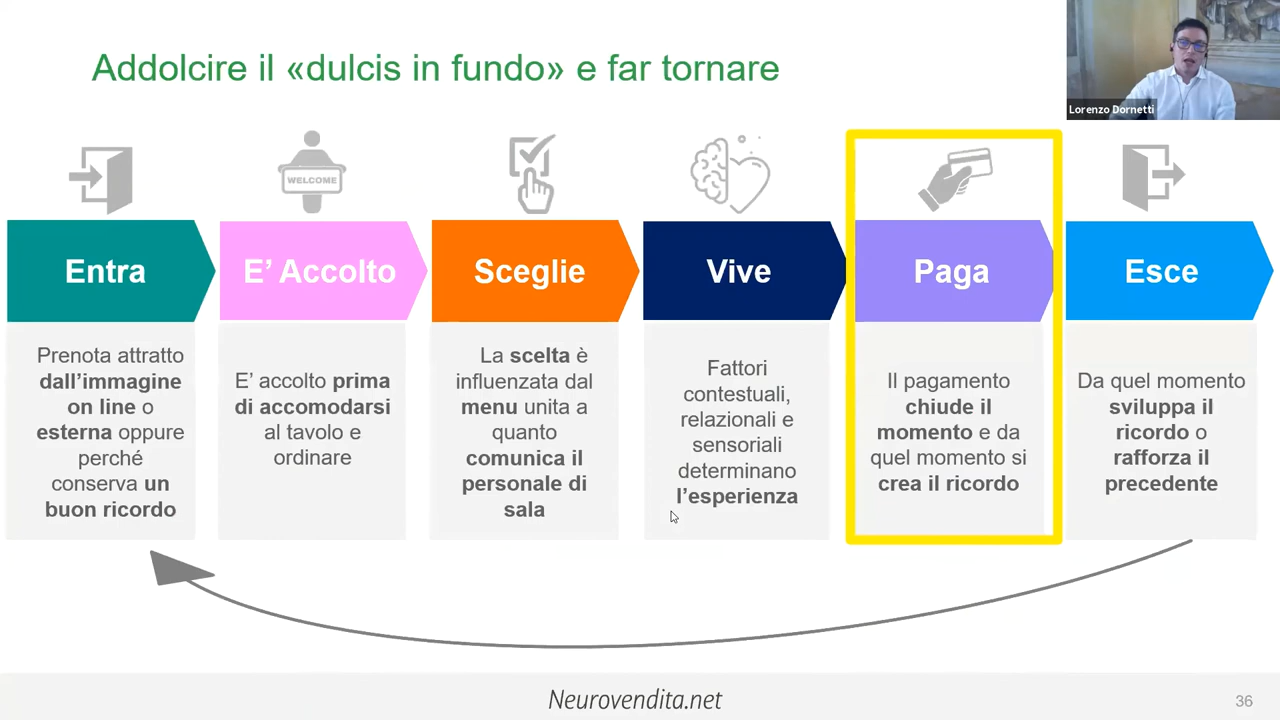 Addolcire il «dulcis in fundo» e far tornare
Lorenzo Dornetti
WELCOME
Entra
E’ Accolto
Sceglie
Vive
Paga
Esce
Prenota attratto
dall’immagine
on line o
esterna oppure
perché
conserva un
buon ricordo
E’ accolto prima
di accomodarsi
al tavolo e
ordinare
La scelta è
influenzata dal
menu unita a
quanto
comunica il
personale di
sala
Fattori
contestuali,
relazionali e
sensoriali
determinano
l’esperienza
Il pagamento
chiude il
momento e da
quel momento si
crea il ricordo
Da quel momento
sviluppa il
ricordo o
rafforza il
precedente
Neurovendita.net
36